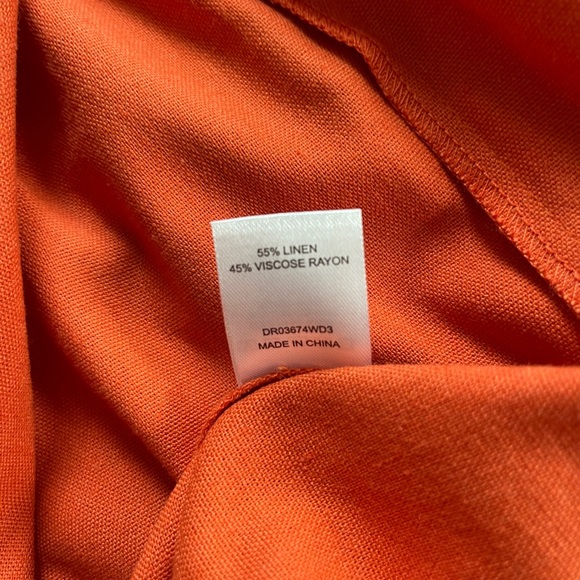 55% LINEN
45% VISCOSE RAYON
DR03674WD3
MADE IN CHINA